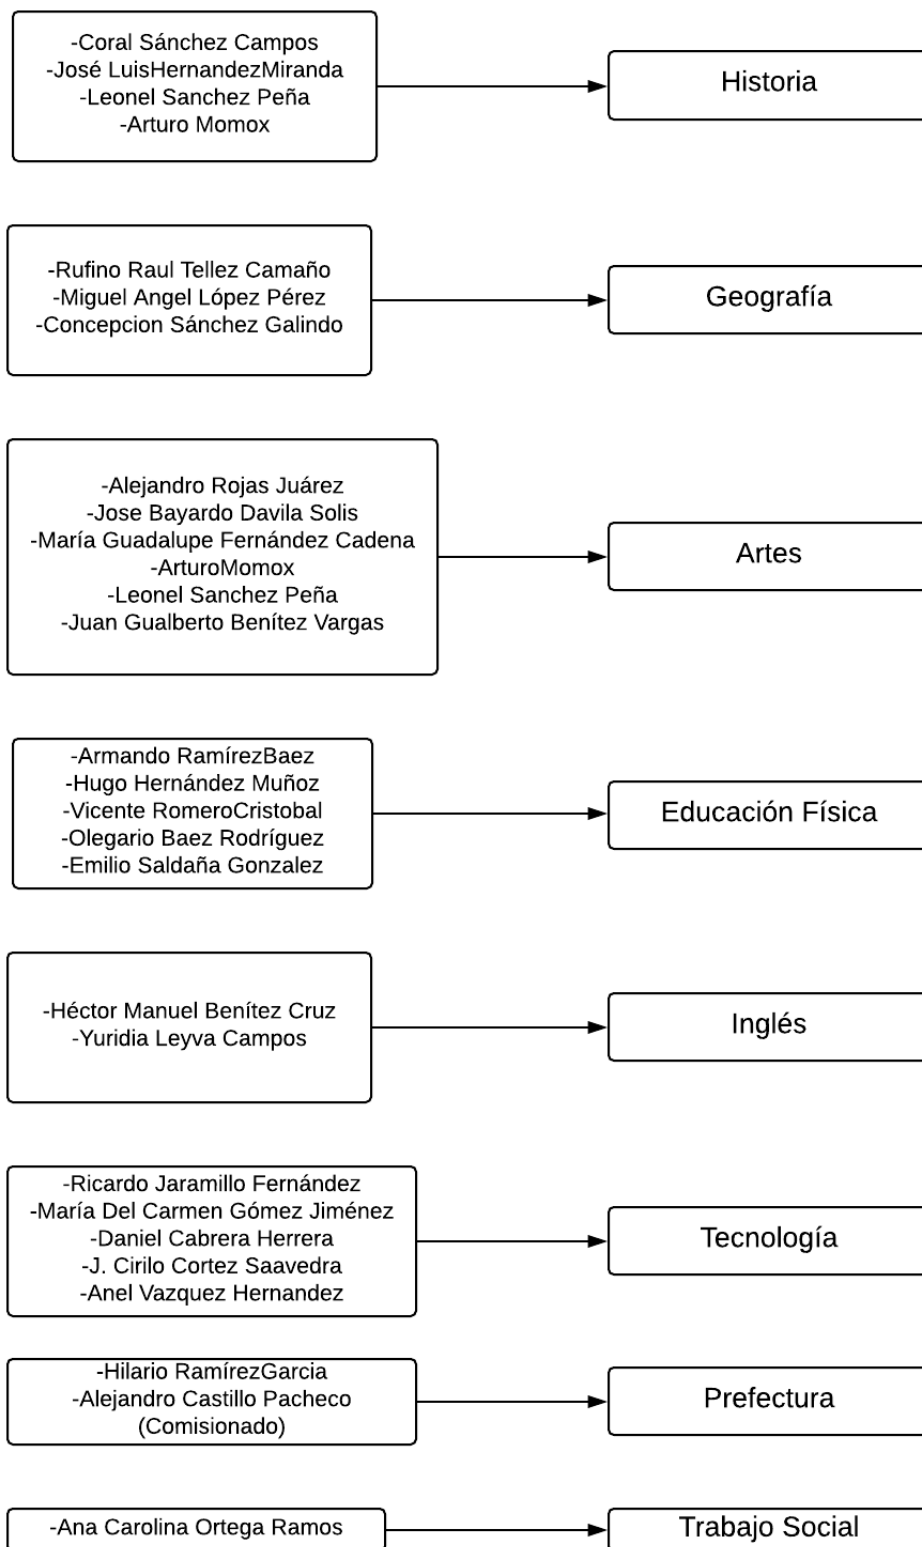 -Coral Sánchez Campos
-José LuisHernandezMiranda
-Leonel Sanchez Peña
-Arturo Momox
Historia
-Rufino Raul Tellez Camaño
-Miguel Angel López Pérez
-Concepcion Sánchez Galindo
Geografía
-Alejandro Rojas Juárez
-Jose Bayardo Davila Solis
-María Guadalupe Fernández Cadena
-ArturoMomox
-Leonel Sanchez Peña
-Juan Gualberto Benítez Vargas
Artes
-Armando RamírezBaez
-Hugo Hernández Muñoz
-Vicente RomeroCristobal
-Olegario Baez Rodríguez
-Emilio Saldaña Gonzalez
Educación Física
-Héctor Manuel Benítez Cruz
-Yuridia Leyva Campos
Inglés
-Ricardo Jaramillo Fernández
-María Del Carmen Gómez Jiménez
-Daniel Cabrera Herrera
-J. Cirilo Cortez Saavedra
-Anel Vazquez Hernandez
Tecnología
-Hilario RamírezGarcia
-Alejandro Castillo Pacheco
(Comisionado)
Prefectura
-Ana Carolina Ortega Ramos
Trabajo Social